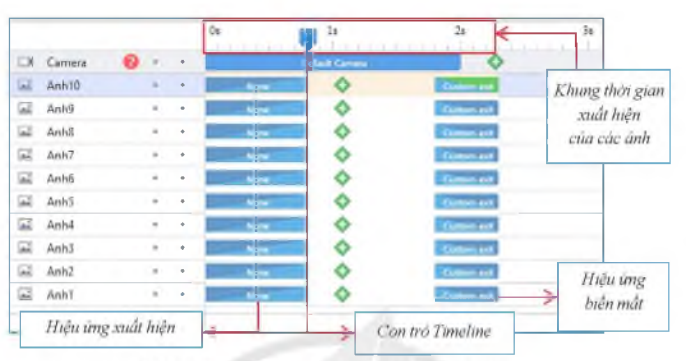 0s 1s 2s 3s
Camera ? Default Camera
Anh10 None Custom exit
Anh9 None Custom exit
Anh8 None Custom exit
Anh7 None Custom exit
Anh6 None Custom exit
Anh5 None Custom exit
Anh4 None Custom exit
Anh3 None Custom exit
Anh2 None Custom exit
Anh1 None Custom exit
Khung thời gian
xuất hiện
của các ảnh
Hiệu ứng
biến mất
Hiệu ứng xuất hiện
Con trỏ Timeline